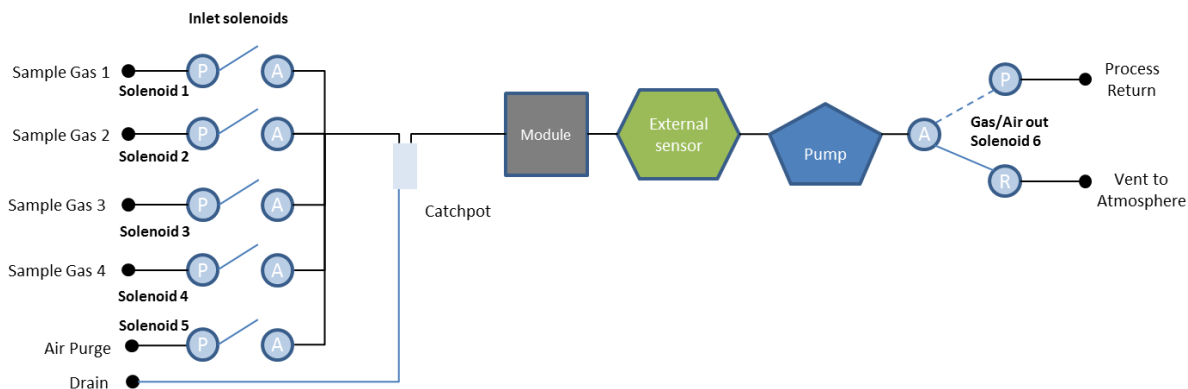 Inlet solenoids
Sample Gas 1
P
A
Solenoid 1
Sample Gas 2
P
A
Solenoid 2
Sample Gas 3
P
A
Solenoid 3
Sample Gas 4
P
A
Solenoid 4
Solenoid 5
Air Purge
P
A
Drain
Catchpot
Module
External
sensor
Pump
A
P
Process
Return
Gas/Air out
Solenoid 6
R
Vent to
Atmosphere